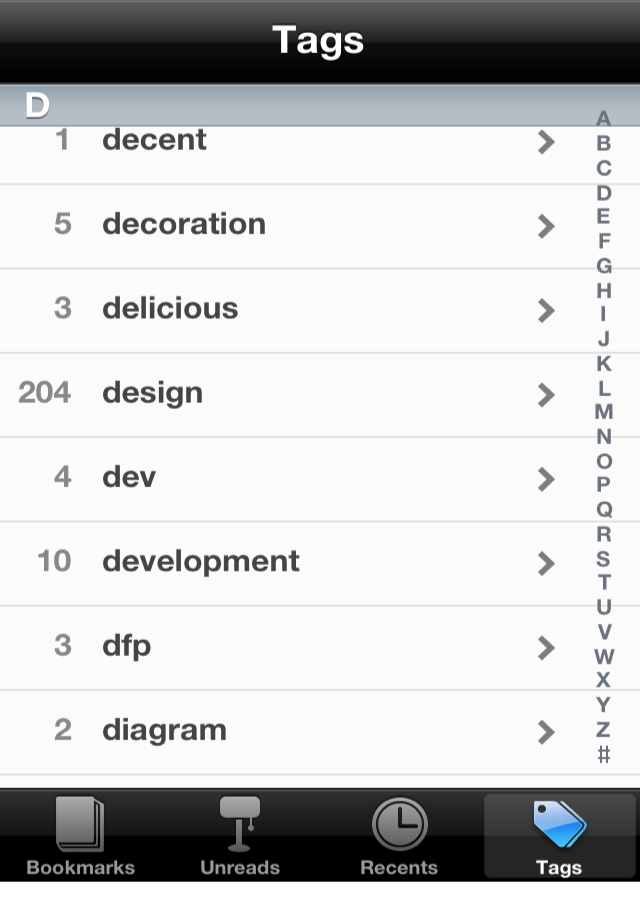 Tags
D
1 decent
5 decoration
3 delicious
204 design
4 dev
10 development
3 dfp
2 diagram
A
B
C
D
E
F
G
H
I
J
K
L
M
N
O
P
Q
R
S
T
U
V
W
X
Y
Z
#
Bookmarks Unreads Recents Tags